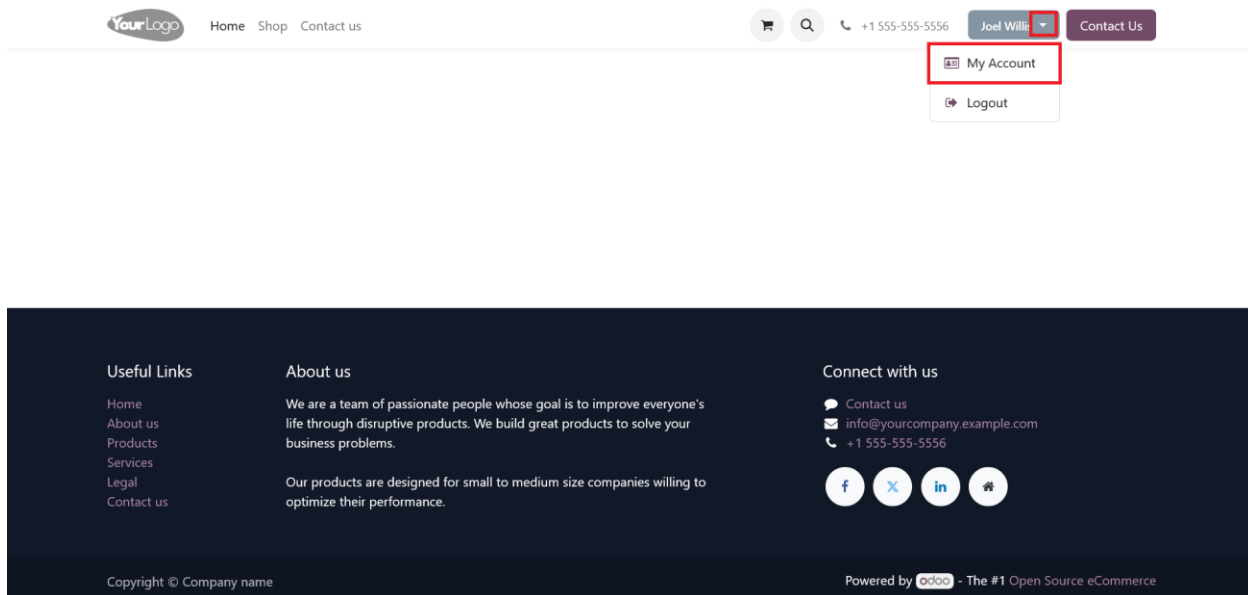 YourLogo Home Shop Contact us +1 555-555-5556 Joel Willis Contact Us
My Account
Logout
Useful Links
Home
About us
Products
Services
Legal
Contact us
About us
We are a team of passionate people whose goal is to improve everyone's
life through disruptive products. We build great products to solve your
business problems.
Our products are designed for small to medium size companies willing to
optimize their performance.
Connect with us
Contact us
info@yourcompany.example.com
+1 555-555-5556
f X in
Copyright © Company name
Powered by odoo - The #1 Open Source eCommerce